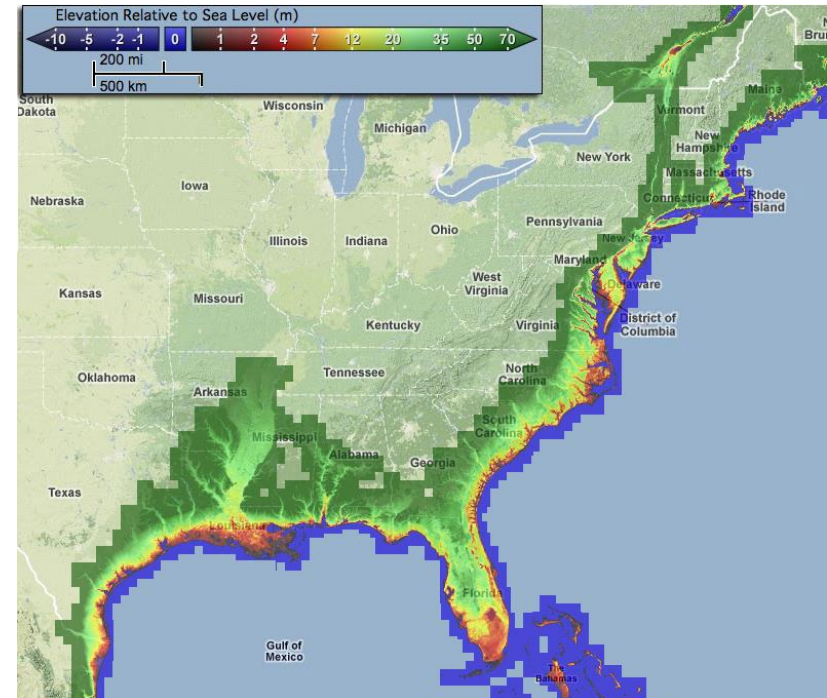 Elevation Relative to Sea Level (m)
-10 -5 -2 -1 0 1 2 4 7 12 20 50 70
200 mi
500 km
South
Dakota
Wisconsin
Michigan
Vermont
Maine
New
Hampshire
New York
Massachusetts
Connecticut
Rhode
Island
Nebraska
Iowa
Illinois
Indiana
Ohio
Pennsylvania
New Jersey
Maryland
Delaware
District of
Columbia
West
Virginia
Virginia
Kansas
Missouri
Kentucky
Oklahoma
Arkansas
Tennessee
North
Carolina
South
Carolina
Mississippi
Alabama
Georgia
Texas
Louisiana
Florida
Gulf of
Mexico
The
Bahamas